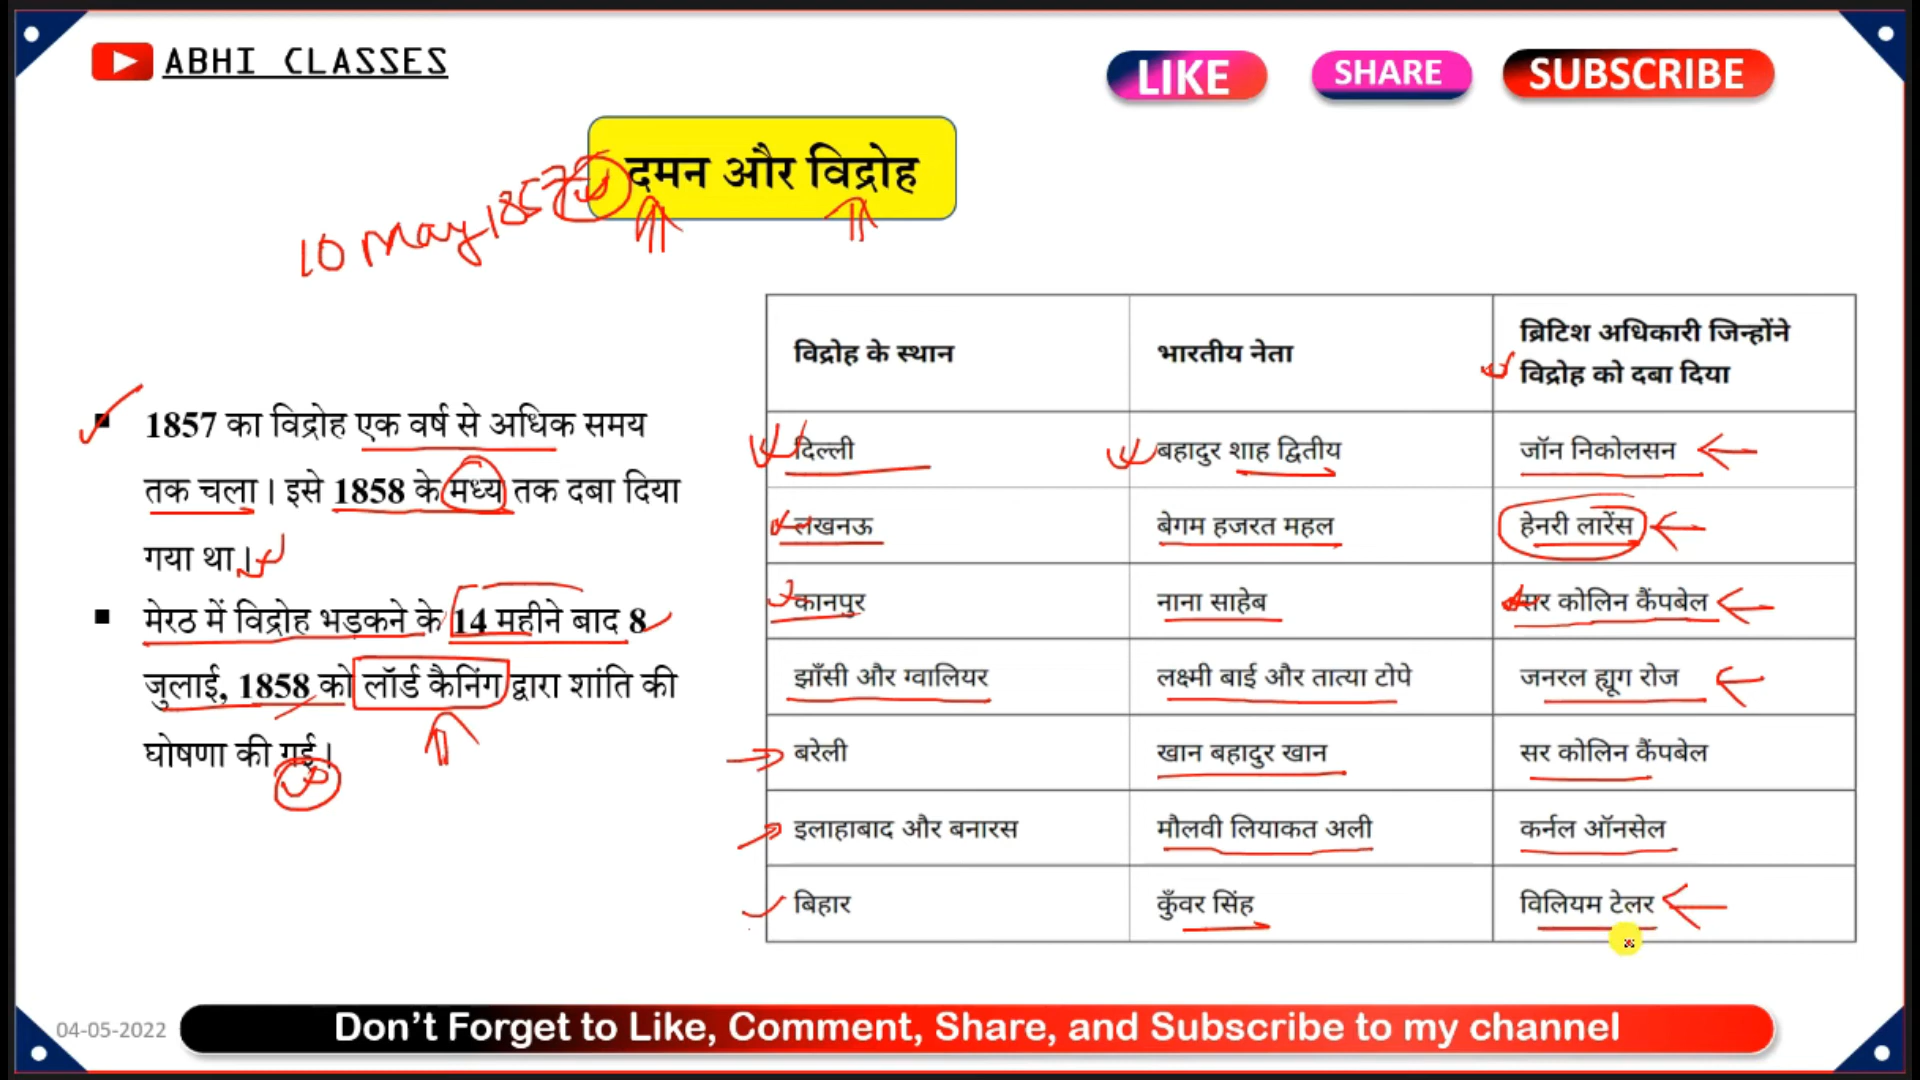 ABHI CLASSES
LIKE
SHARE
SUBSCRIBE
दमन और विद्रोह
10 May, 1857
1857 का विद्रोह एक वर्ष से अधिक समय
तक चला। इसे 1858 के मध्य तक दबा दिया
गया था।
मेरठ में विद्रोह भड़कने के 14 महीने बाद 8
जुलाई, 1858 को लॉर्ड कैनिंग द्वारा शांति की
घोषणा की गई।
विद्रोह के स्थान
भारतीय नेता
ब्रिटिश अधिकारी जिन्होंने
विद्रोह को दबा दिया
दिल्ली
बहादुर शाह द्वितीय
जॉन निकोलसन
लखनऊ
बेगम हजरत महल
हेनरी लारेंस
कानपुर
नाना साहेब
सर कोलिन कैंपबेल
झाँसी और ग्वालियर
लक्ष्मी बाई और तात्या टोपे
जनरल ह्यूग रोज
बरेली
खान बहादुर खान
सर कोलिन कैंपबेल
इलाहाबाद और बनारस
मौलवी लियाकत अली
कर्नल ऑनसेल
बिहार
कुँवर सिंह
विलियम टेलर
04-05-2022
Don't Forget to Like, Comment, Share, and Subscribe to my channel